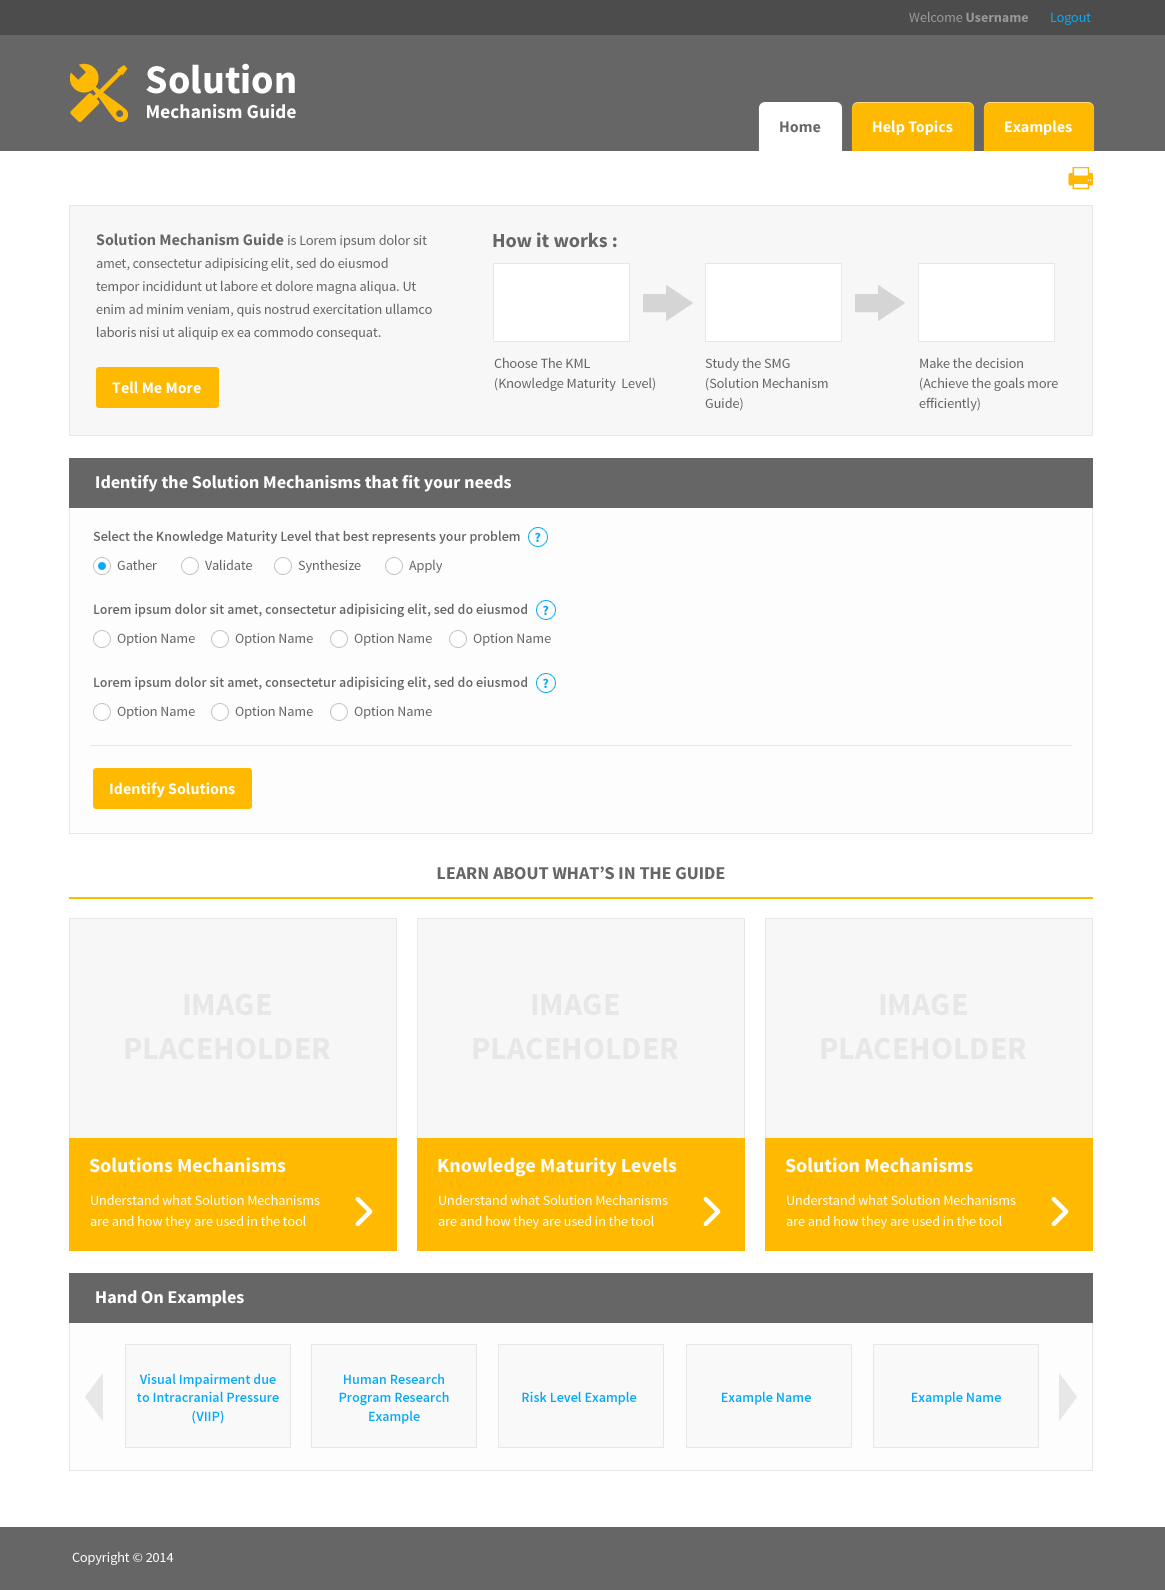 Welcome Username Logout
Solution
Mechanism Guide
Home Help Topics Examples
Solution Mechanism Guide is Lorem ipsum dolor sit
amet, consectetur adipisicing elit, sed do eiusmod
tempor incididunt ut labore et dolore magna aliqua. Ut
enim ad minim veniam, quis nostrud exercitation ullamco
laboris nisi ut aliquip ex ea commodo consequat.
Tell Me More
How it works :
Choose The KML
(Knowledge Maturity Level)
Study the SMG
(Solution Mechanism
Guide)
Make the decision
(Achieve the goals more
efficiently)
Identify the Solution Mechanisms that fit your needs
Select the Knowledge Maturity Level that best represents your problem ?
Gather Validate Synthesize Apply
Lorem ipsum dolor sit amet, consectetur adipisicing elit, sed do eiusmod ?
Option Name Option Name Option Name Option Name
Lorem ipsum dolor sit amet, consectetur adipisicing elit, sed do eiusmod ?
Option Name Option Name Option Name
Identify Solutions
LEARN ABOUT WHAT’S IN THE GUIDE
IMAGE
PLACEHOLDER
Solutions Mechanisms
Understand what Solution Mechanisms
are and how they are used in the tool
IMAGE
PLACEHOLDER
Knowledge Maturity Levels
Understand what Solution Mechanisms
are and how they are used in the tool
IMAGE
PLACEHOLDER
Solution Mechanisms
Understand what Solution Mechanisms
are and how they are used in the tool
Hand On Examples
Visual Impairment due
to Intracranial Pressure
(VIIP)
Human Research
Program Research
Example
Risk Level Example
Example Name
Example Name
Copyright © 2014